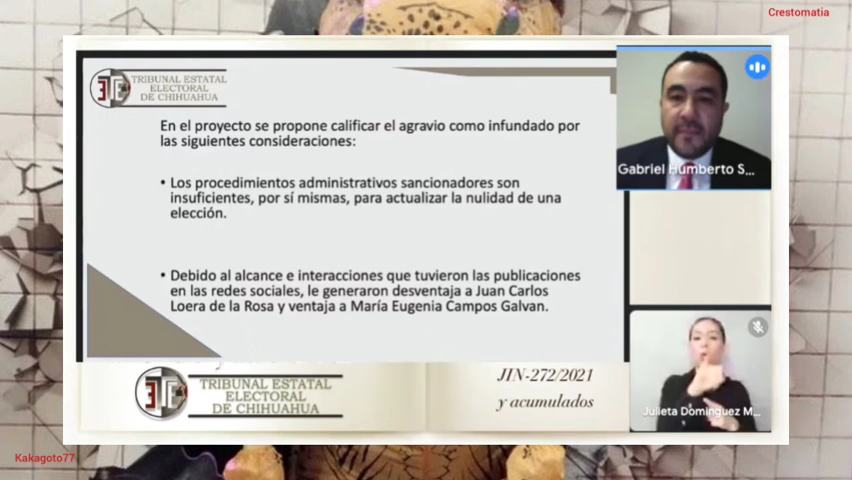 Crestomatia
TRIBUNAL ESTATAL
ELECTORAL
DE CHIHUAHUA
En el proyecto se propone calificar el agravio como infundado por
las siguientes consideraciones:
• Los procedimientos administrativos sancionadores son
insuficientes, por sí mismas, para actualizar la nulidad de una
elección.
• Debido al alcance e interacciones que tuvieron las publicaciones
en las redes sociales, le generaron desventaja a Juan Carlos
Loera de la Rosa y ventaja a María Eugenia Campos Galvan.
Gabriel Humberto S...
TRIBUNAL ESTATAL
ELECTORAL
DE CHIHUAHUA
JIN-272/2021
y acumulados
Julieta Dominguez M...
Kakagoto77